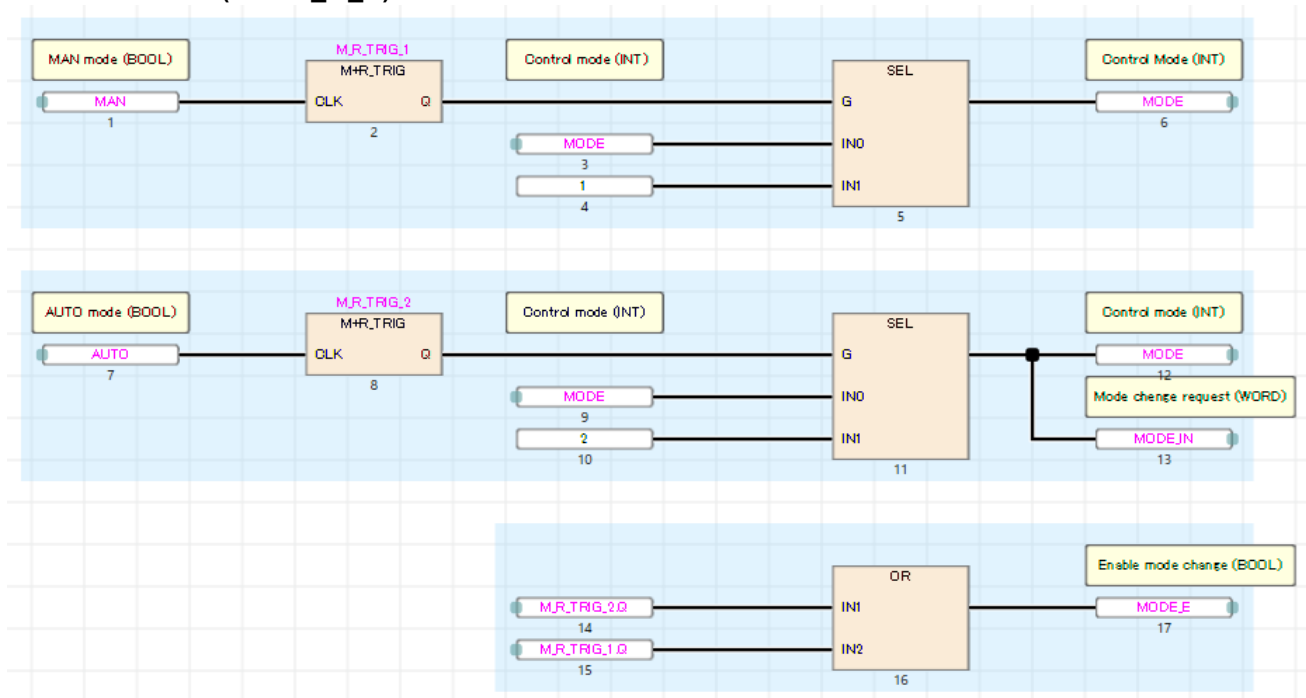 MAN mode (BOOL)
M_R_TRIG_1
Control mode (INT)
Control Mode (INT)
M+R_TRIG
SEL
MAN
CLK
Q
G
MODE
1
2
6
MODE
IN0
3
1
IN1
4
5
AUTO mode (BOOL)
M_R_TRIG_2
Control mode (INT)
Control mode (INT)
M+R_TRIG
SEL
AUTO
CLK
Q
G
MODE
7
8
12
MODE
IN0
Mode change request (WORD)
9
2
IN1
MODE_IN
10
11
13
OR
Enable mode change (BOOL)
M_R_TRIG_2.Q
IN1
MODE_E
14
17
M_R_TRIG_1.Q
IN2
15
16